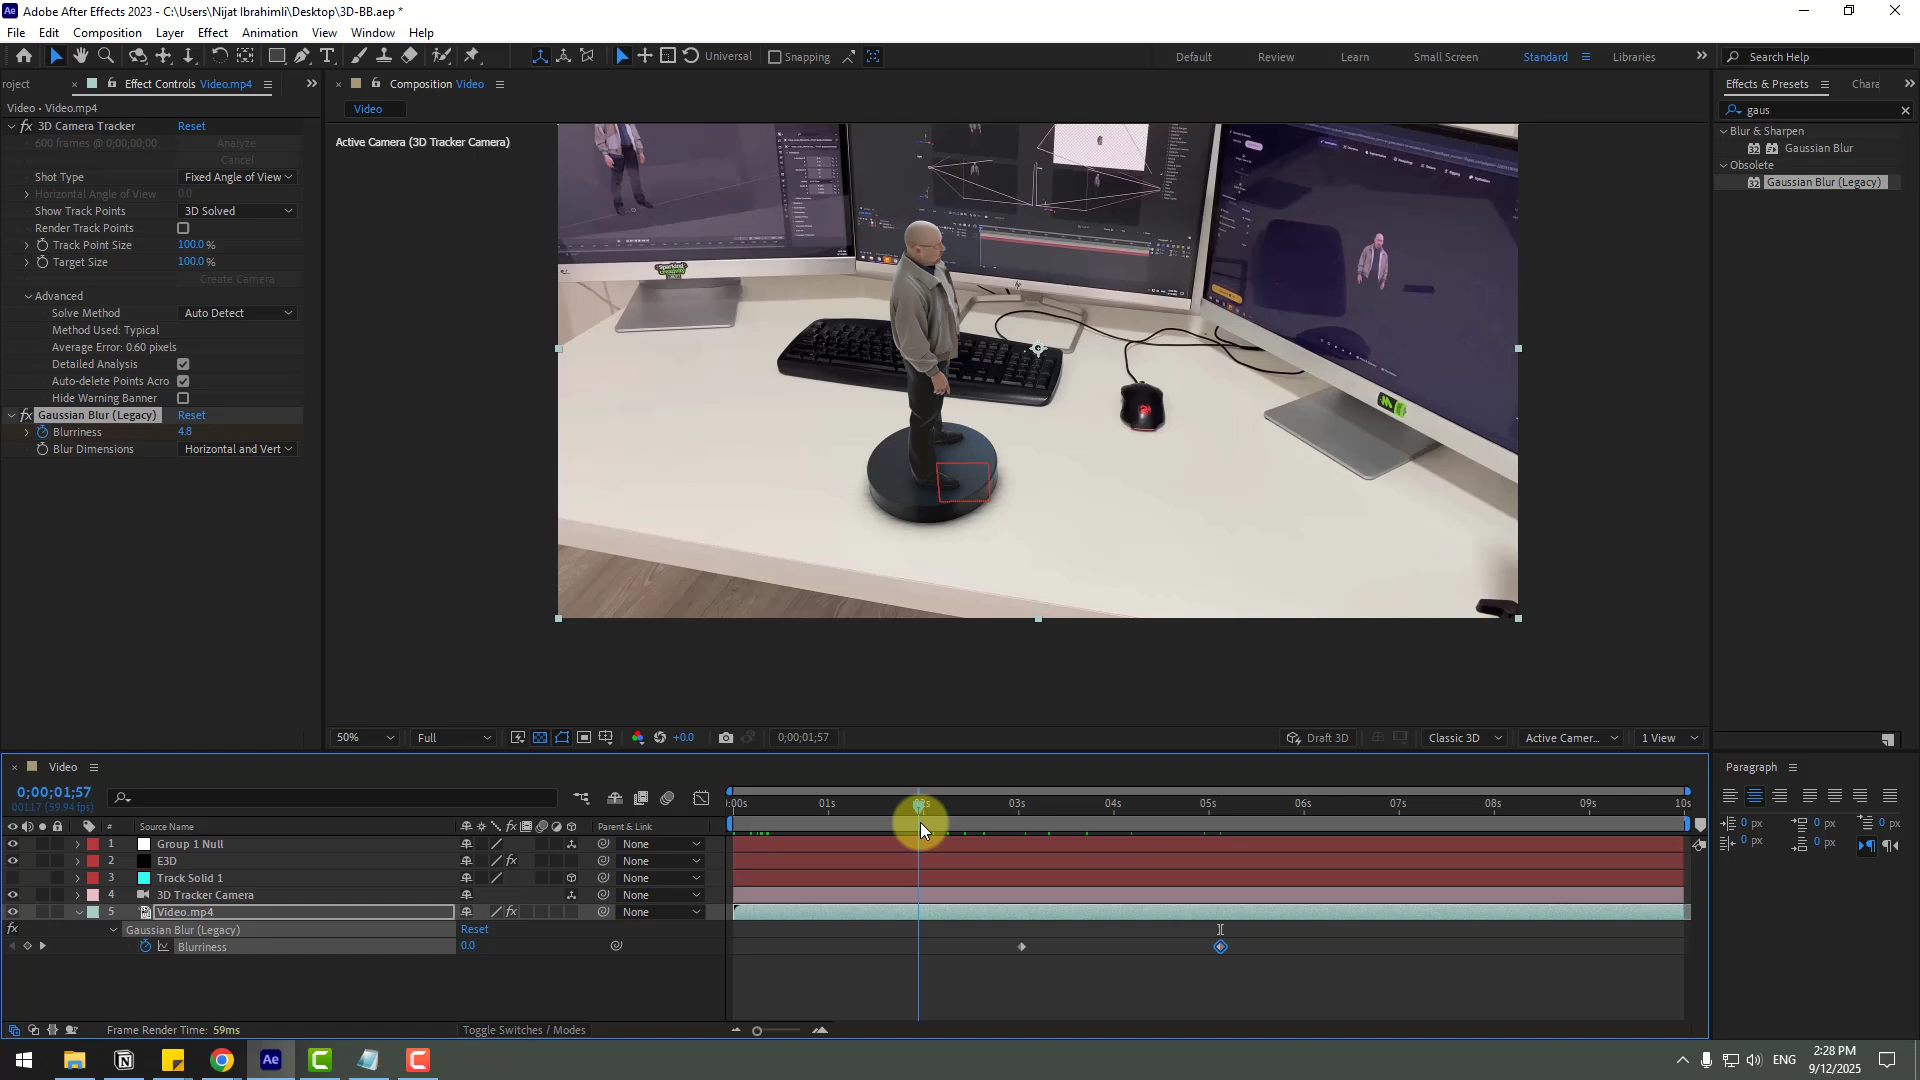 Adobe After Effects 2023 - C:\Users\Nijat Ibrahimli\Desktop\3D-BB.aep *
File Edit Composition Layer Effect Animation View Window Help
Universal Snapping Default Review Learn Small Screen Standard Libraries Search Help
roject Effect Controls Video.mp4
Video • Video.mp4
3D Camera Tracker Reset
600 frames @ 0;00;00;00 Analyze
Cancel
Shot Type Fixed Angle of View
Horizontal Angle of View 0.0
Show Track Points 3D Solved
Render Track Points
Track Point Size 100.0 %
Target Size 100.0 %
Create Camera
Advanced
Solve Method Auto Detect
Method Used: Typical
Average Error: 0.60 pixels
Detailed Analysis
Auto-delete Points Acro
Hide Warning Banner
Gaussian Blur (Legacy) Reset
Blurriness 4.8
Blur Dimensions Horizontal and Vert
Composition Video
Video
Active Camera (3D Tracker Camera)
50% Full +0.0 0;00;01;57 Draft 3D Classic 3D Active Camer... 1 View
Effects & Presets Chara
gaus
Blur & Sharpen
Gaussian Blur
Obsolete
Gaussian Blur (Legacy)
Paragraph
0 px 0 px 0 px
0 px 0 px
Video
0;00;01;57
00117 (59.94 fps)
:00s 01s 02s 03s 04s 05s 06s 07s 08s 09s 10s
# Source Name Parent & Link
1 Group 1 Null None
2 E3D None
3 Track Solid 1 None
4 3D Tracker Camera None
5 Video.mp4 None
Gaussian Blur (Legacy) Reset
Blurriness 0.0
Frame Render Time: 59ms Toggle Switches / Modes
ENG 2:28 PM
9/12/2025